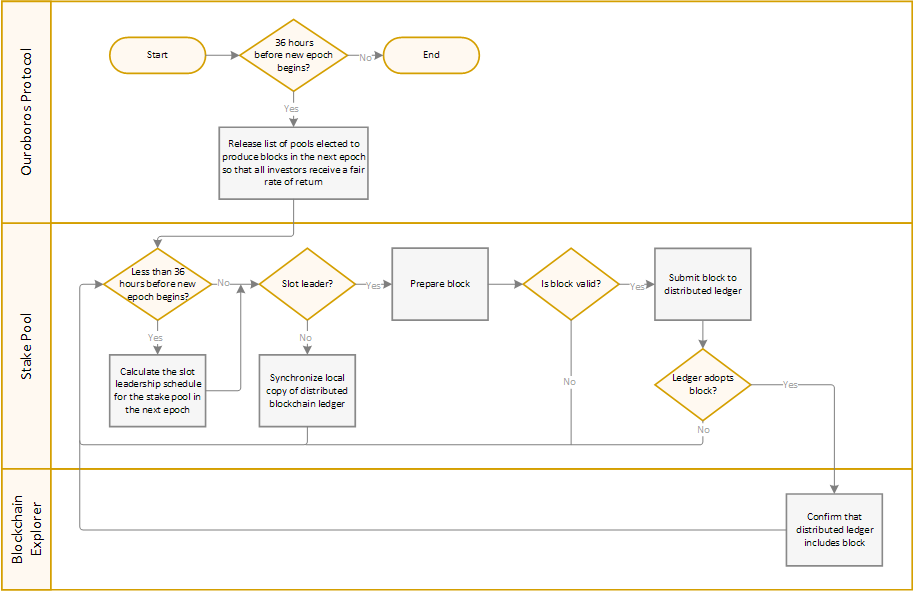 Ouroboros Protocol
Start
36 hours
before new epoch
begins?
No
End
Yes
Release list of pools elected to
produce blocks in the next epoch
so that all investors receive a fair
rate of return
Stake Pool
Less than 36
hours before new
epoch begins?
No
Slot leader?
Yes
Prepare block
Is block valid?
Yes
Submit block to
distributed ledger
Yes
Calculate the slot
leadership schedule
for the stake pool in
the next epoch
No
Synchronize local
copy of distributed
blockchain ledger
No
Ledger adopts
block?
Yes
No
Blockchain
Explorer
Confirm that
distributed ledger
includes block